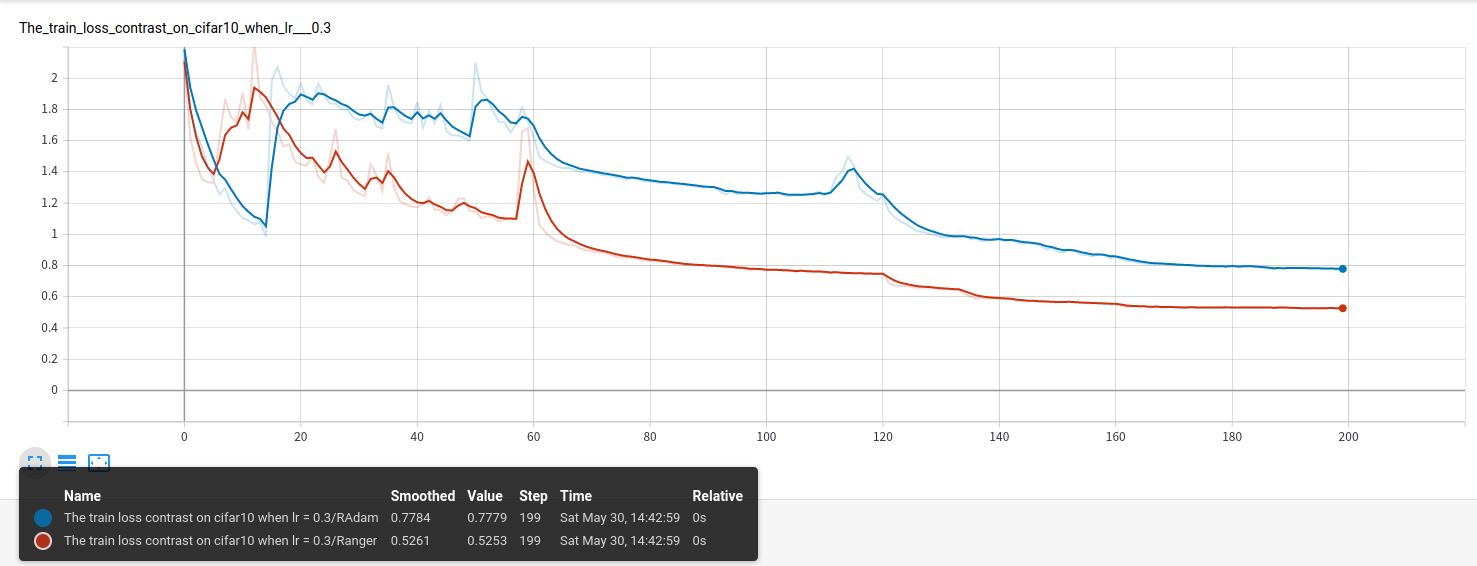 The_train_loss_contrast_on_cifar10_when_lr___0.3
2
1.8
1.6
1.4
1.2
1
0.8
0.6
0.4
0.2
0
0 20 40 60 80 100 120 140 160 180 200
Name Smoothed Value Step Time Relative
The train loss contrast on cifar10 when lr = 0.3/RAdam 0.7784 0.7779 199 Sat May 30, 14:42:59 0s
The train loss contrast on cifar10 when lr = 0.3/Ranger 0.5261 0.5253 199 Sat May 30, 14:42:59 0s